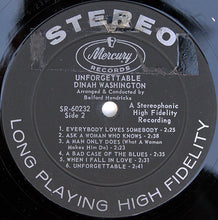 STEREO
Mercury
RECORDS
UNFORGETTABLE
DINAH WASHINGTON
Arranged & Conducted by
Belford Hendricks
SR-60232
Side 2
A Stereophonic
High Fidelity
Recording
1. EVERYBODY LOVES SOMEBODY - 2:25
2. ASK A WOMAN WHO KNOWS - 2:25
3. A MAN ONLY DOES (What A Woman
Makes Him Do) - 2:23
4. A BAD CASE OF THE BLUES - 2:35
5. WHEN I FALL IN LOVE - 2:31
6. UNFORGETTABLE - 2:41
LONG PLAYING HIGH FIDELITY